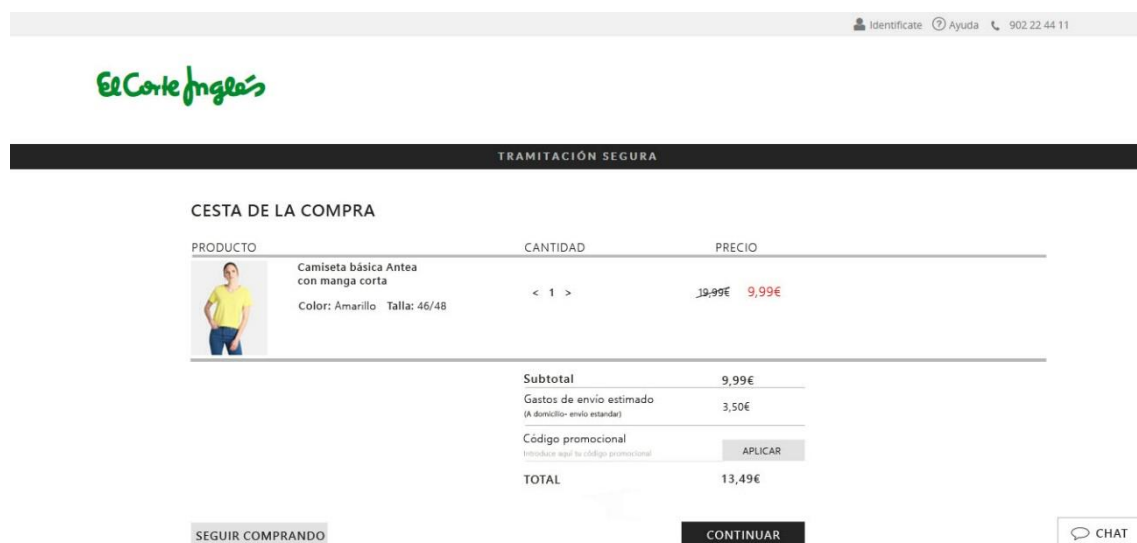 Identificate Ayuda 902 22 44 11
El Corte Inglés
TRAMITACIÓN SEGURA
CESTA DE LA COMPRA
PRODUCTO CANTIDAD PRECIO
Camiseta básica Antea
con manga corta
< 1 > 19,99€ 9,99€
Color: Amarillo Talla: 46/48
Subtotal 9,99€
Gastos de envío estimado
3,50€
(A domicilio- envío estandar)
Código promocional
Introduce aquí tu código promocional APLICAR
TOTAL 13,49€
SEGUIR COMPRANDO CONTINUAR CHAT